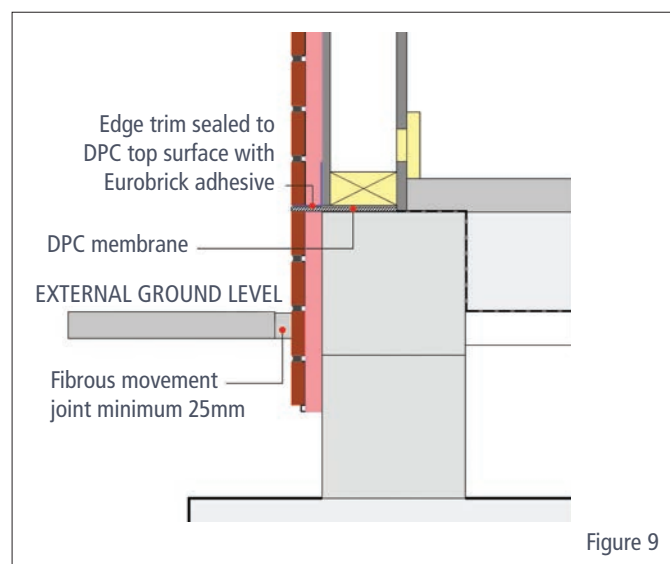 Edge trim sealed to
DPC top surface with
Eurobrick adhesive
DPC membrane
EXTERNAL GROUND LEVEL
Fibrous movement
joint minimum 25mm
Figure 9